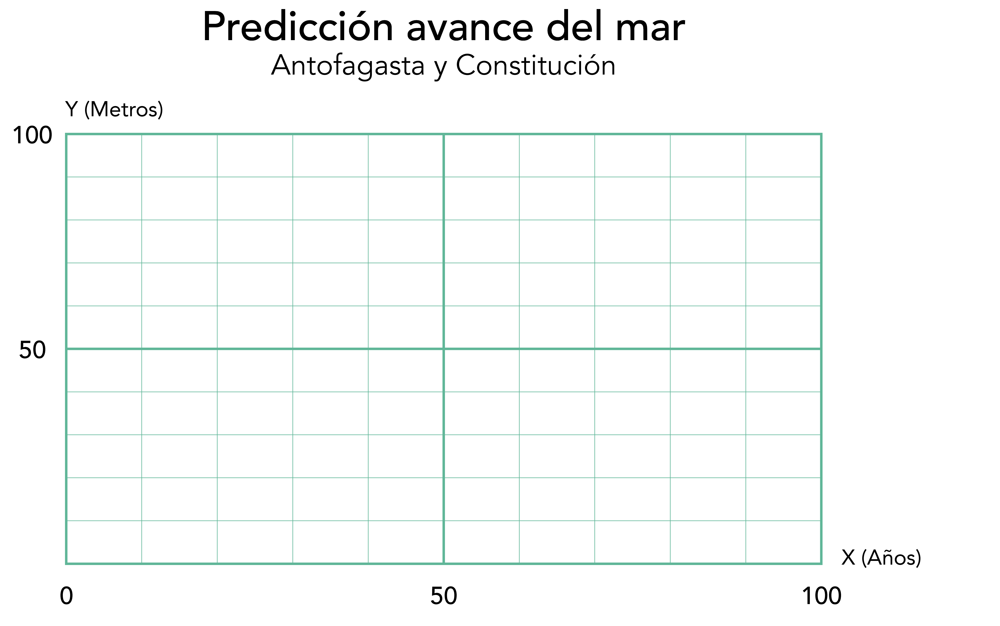 Predicción avance del mar
Antofagasta y Constitución
Y (Metros)
100
50
X (Años)
0 50 100